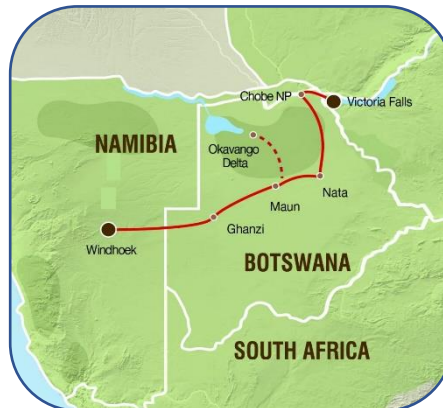 Chobe NP
Victoria Falls
NAMIBIA
Okavango
Delta
Maun
Nata
Ghanzi
Windhoek
BOTSWANA
SOUTH AFRICA